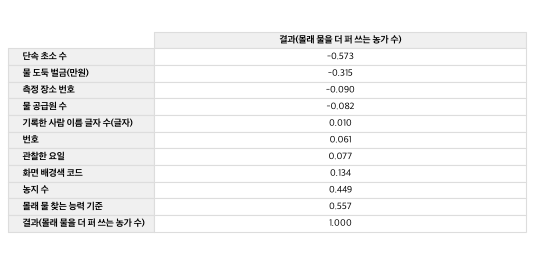 결과(몰래 물을 더 퍼 쓰는 농가 수)
단속 초소 수 -0.573
물 도둑 벌금(만원) -0.315
측정 장소 번호 -0.090
물 공급원 수 -0.082
기록한 사람 이름 글자 수(글자) 0.010
번호 0.061
관찰한 요일 0.077
화면 배경색 코드 0.134
농지 수 0.449
몰래 물 찾는 능력 기준 0.557
결과(몰래 물을 더 퍼 쓰는 농가 수) 1.000